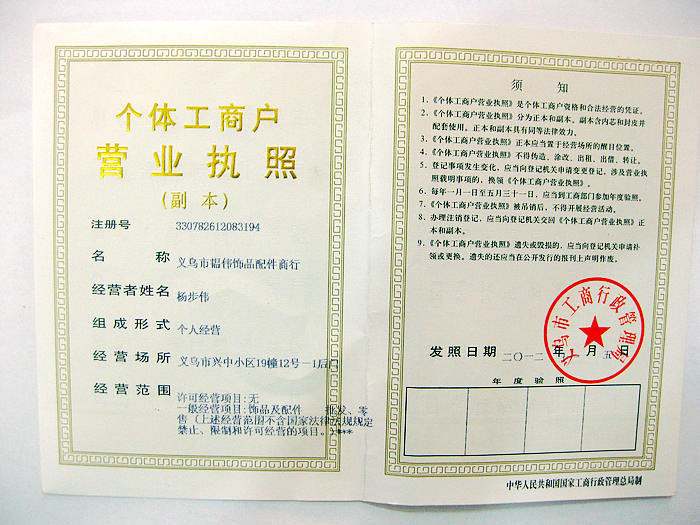 个体工商户
营业执照
(副本)
注册号 330782612083194
名称 义乌市韫伟饰品配件商行
经营者姓名 杨步伟
组成形式 个人经营
经营场所 义乌市兴中小区19幢12号-1后门
经营范围 许可经营项目:无
一般经营项目:饰品及配件 批发、零
售(上述经营范围不含国家法律法规规定
禁止、限制和许可经营的项目。)***
须知
1、《个体工商户营业执照》是个体工商户资格和合法经营的凭证。
2、《个体工商户营业执照》分为正本和副本。副本含内芯和封皮并
配套使用。正本和副本具有同等法律效力。
3、《个体工商户营业执照》正本应当置于经营场所的醒目位置。
4、《个体工商户营业执照》不得伪造、涂改、出租、出借、转让。
5、登记事项发生变化,应当向登记机关申请变更登记,涉及营业执
照载明事项的,换领《个体工商户营业执照》。
6、每年一月一日至五月三十一日,应当到工商部门参加年度验照。
7、《个体工商户营业执照》被吊销后,不得开展经营活动。
8、办理注销登记,应当向登记机关交回《个体工商户营业执照》正
本和副本。
9、《个体工商户营业执照》遗失或毁损的,应当向登记机关申请补
领或更换。遗失的还应当在公开发行的报刊上声明作废。
义乌市工商行政管理局
发照日期 二〇一二年 月 五日
年度验照
中华人民共和国国家工商行政管理总局制